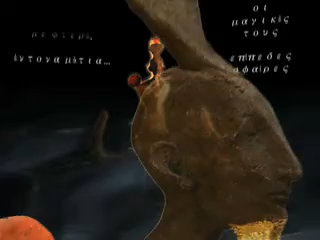 με φτερά,
έντονα μάτια...
οι
μαγικές
τους
επίπεδες
σφαίρες